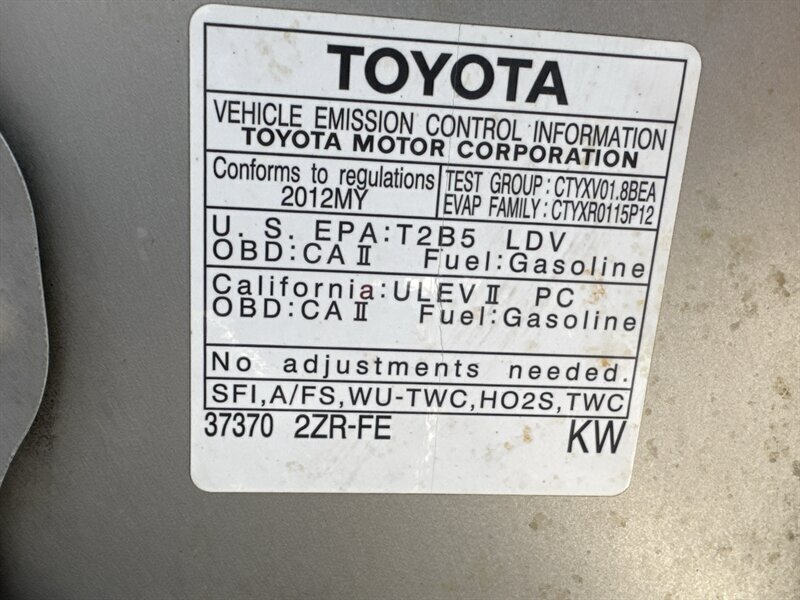 TOYOTA
VEHICLE EMISSION CONTROL INFORMATION
TOYOTA MOTOR CORPORATION
Conforms to regulations
2012MY
TEST GROUP:CTYXV01.8BEA
EVAP FAMILY:CTYXR0115P12
U. S. EPA:T2B5 LDV
OBD:CA II Fuel:Gasoline
California:ULEV II PC
OBD:CA II Fuel:Gasoline
No adjustments needed.
SFI,A/FS,WU-TWC,HO2S,TWC
37370 2ZR-FE KW